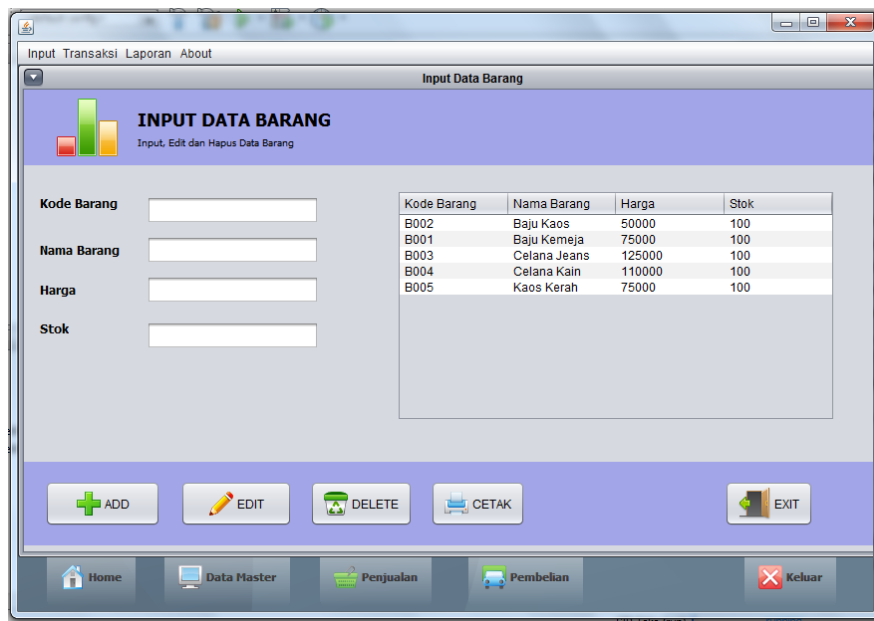 Input Transaksi Laporan About
Input Data Barang
INPUT DATA BARANG
Input, Edit dan Hapus Data Barang
Kode Barang
Nama Barang
Harga
Stok
Kode Barang Nama Barang Harga Stok
B002 Baju Kaos 50000 100
B001 Baju Kemeja 75000 100
B003 Celana Jeans 125000 100
B004 Celana Kain 110000 100
B005 Kaos Kerah 75000 100
ADD EDIT DELETE CETAK EXIT
Home Data Master Penjualan Pembelian Keluar